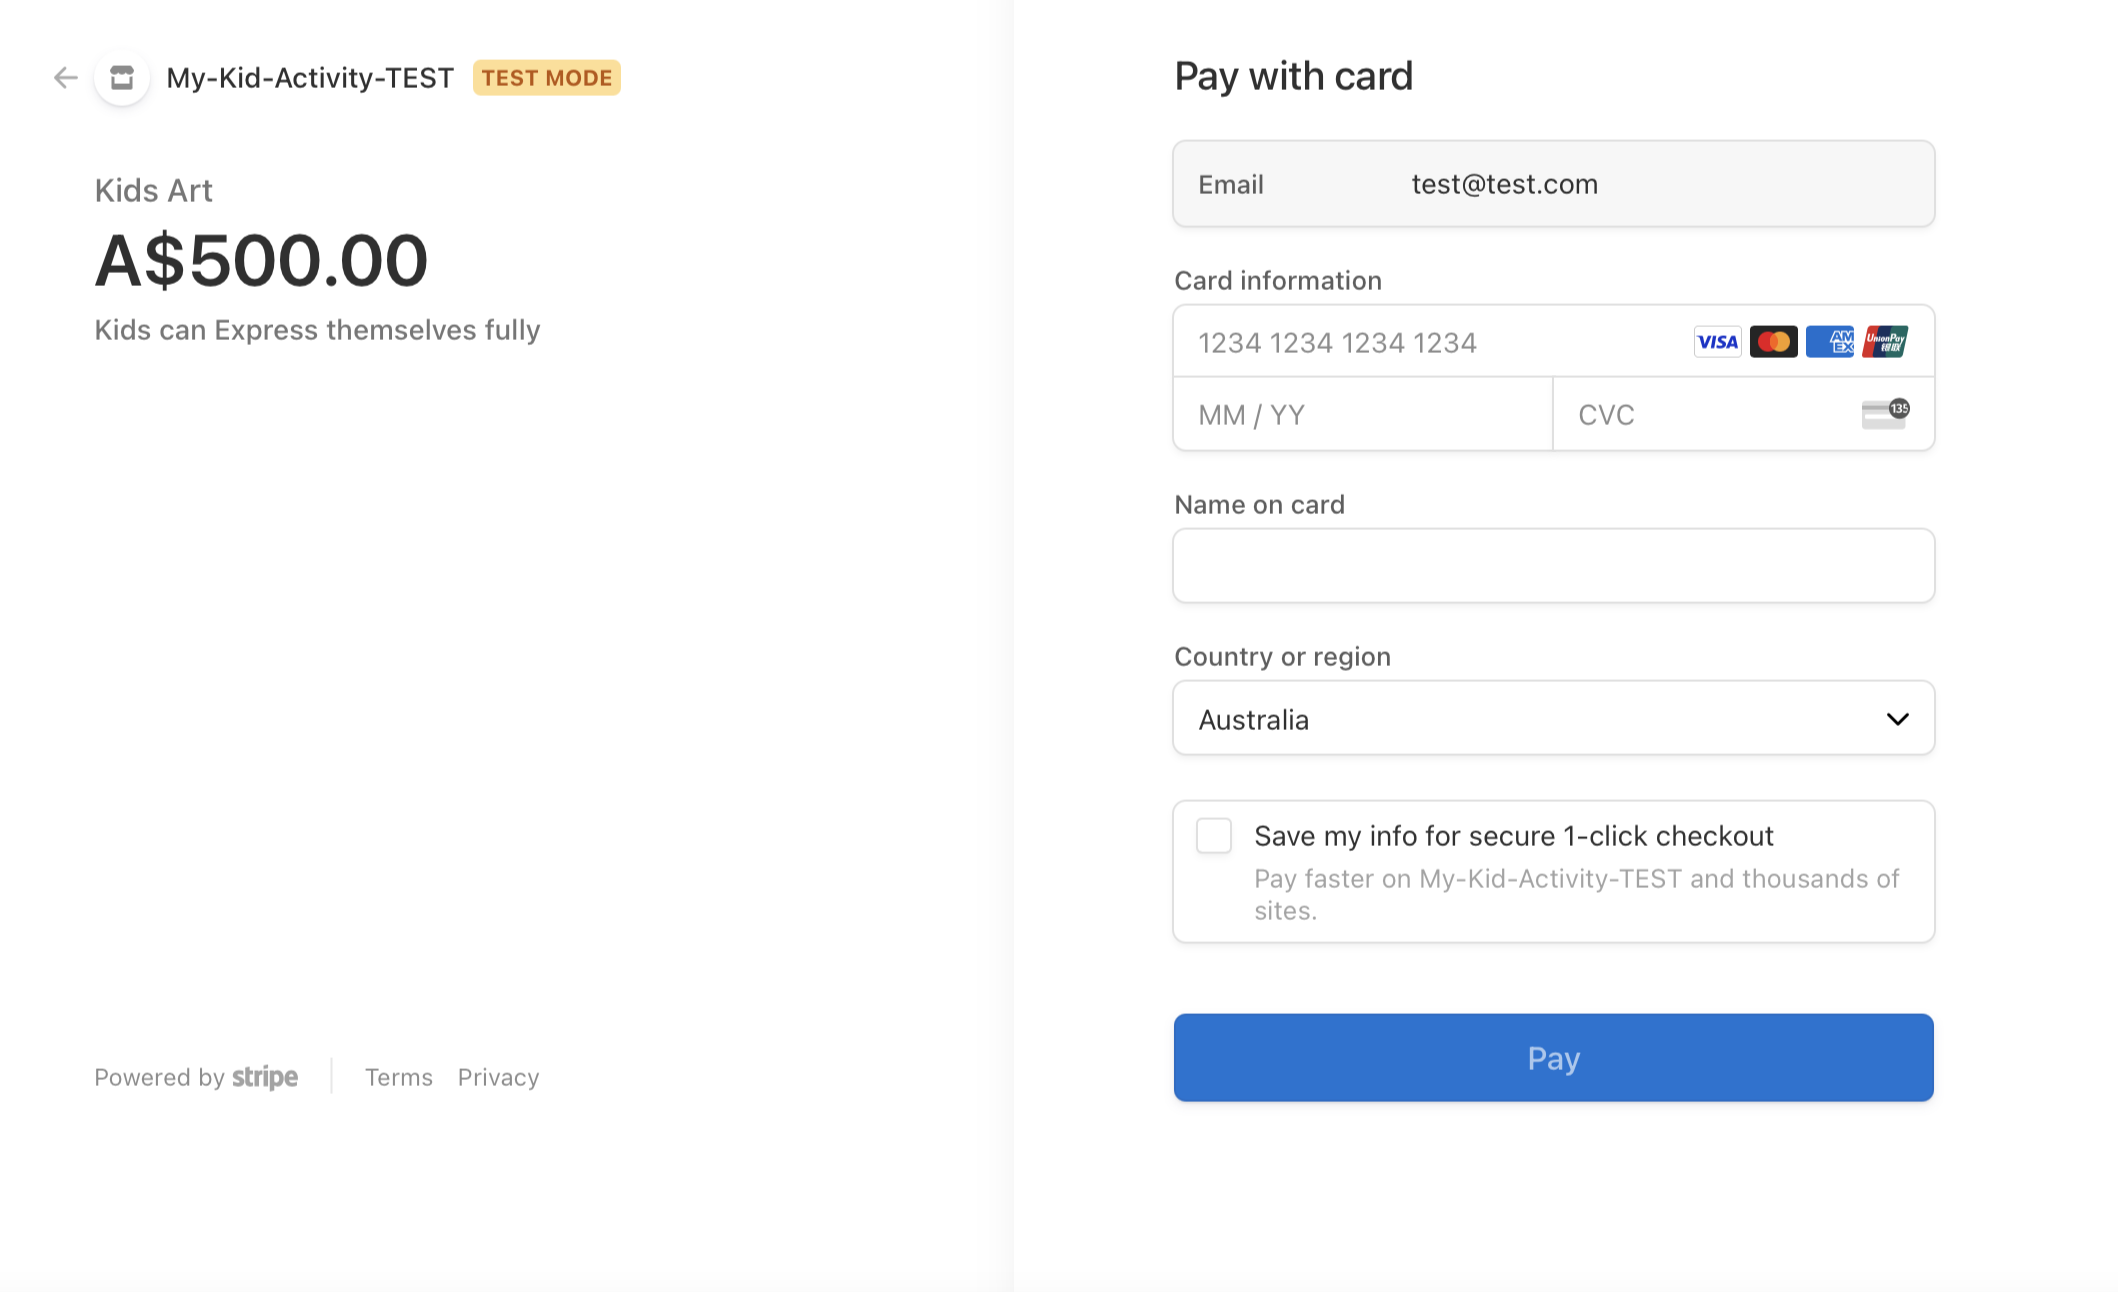 My-Kid-Activity-TEST TEST MODE
Kids Art
A$500.00
Kids can Express themselves fully
Powered by stripe
Terms Privacy
Pay with card
Email test@test.com
Card information
1234 1234 1234 1234 VISA AM EX UnionPay 银联
MM / YY CVC 135
Name on card
Country or region
Australia
Save my info for secure 1-click checkout
Pay faster on My-Kid-Activity-TEST and thousands of
sites.
Pay